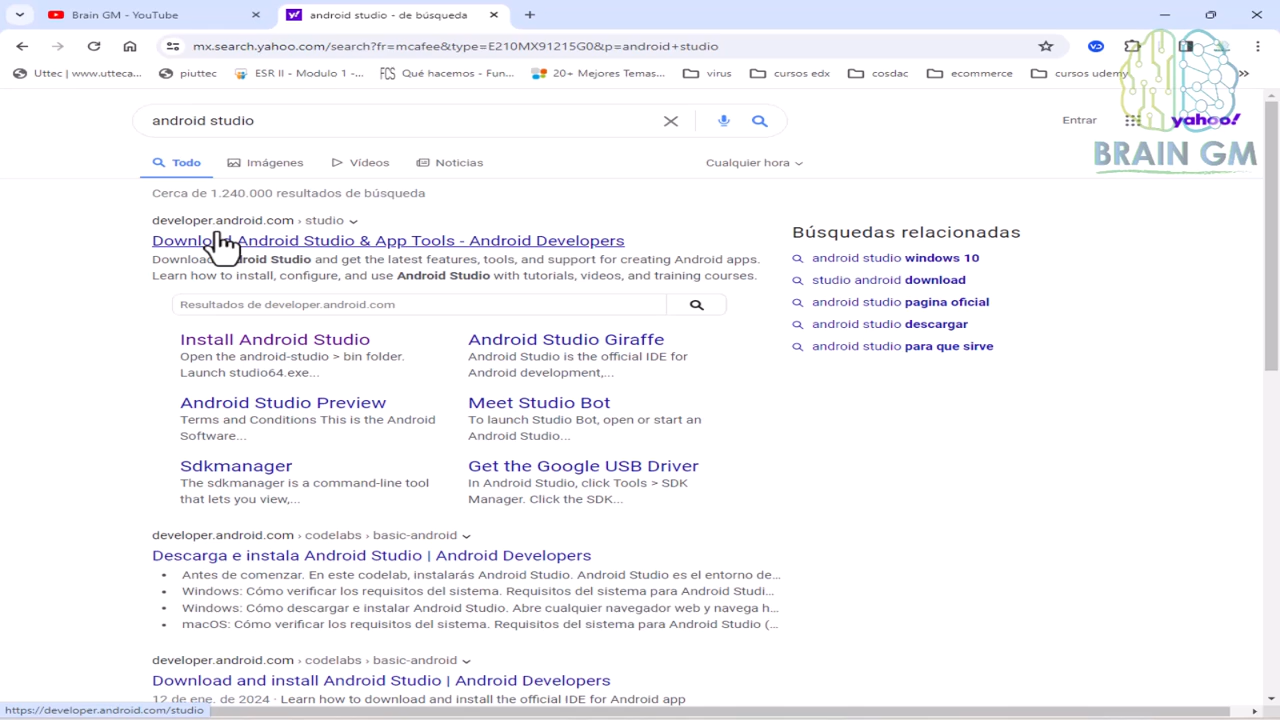 Brain GM - YouTube
android studio - de búsqueda
mx.search.yahoo.com/search?fr=mcafee&type=E210MX91215G0&p=android+studio
Uttec | www.utteca...
piuttec
ESR II - Modulo 1 -...
Qué hacemos - Fun...
20+ Mejores Temas...
virus
cursos edx
cosdac
ecommerce
cursos udemy
android studio
Entrar
yahoo!
BRAIN GM
Todo
Imágenes
Vídeos
Noticias
Cualquier hora
Cerca de 1.240.000 resultados de búsqueda
developer.android.com › studio
Download Android Studio & App Tools - Android Developers
Download Android Studio and get the latest features, tools, and support for creating Android apps.
Learn how to install, configure, and use Android Studio with tutorials, videos, and training courses.
Resultados de developer.android.com
Install Android Studio
Open the android-studio > bin folder.
Launch studio64.exe...
Android Studio Giraffe
Android Studio is the official IDE for
Android development,...
Android Studio Preview
Terms and Conditions This is the Android
Software...
Meet Studio Bot
To launch Studio Bot, open or start an
Android Studio...
Sdkmanager
The sdkmanager is a command-line tool
that lets you view,...
Get the Google USB Driver
In Android Studio, click Tools > SDK
Manager. Click the SDK...
developer.android.com › codelabs › basic-android
Descarga e instala Android Studio | Android Developers
• Antes de comenzar. En este codelab, instalarás Android Studio. Android Studio es el entorno de...
• Windows: Cómo verificar los requisitos del sistema. Requisitos del sistema para Android Studi...
• Windows: Cómo descargar e instalar Android Studio. Abre cualquier navegador web y navega h...
• macOS: Cómo verificar los requisitos del sistema. Requisitos del sistema para Android Studio (...
developer.android.com › codelabs › basic-android
Download and install Android Studio | Android Developers
12 de ene. de 2024 · Learn how to download and install the official IDE for Android app
Búsquedas relacionadas
android studio windows 10
studio android download
android studio pagina oficial
android studio descargar
android studio para que sirve
https://developer.android.com/studio